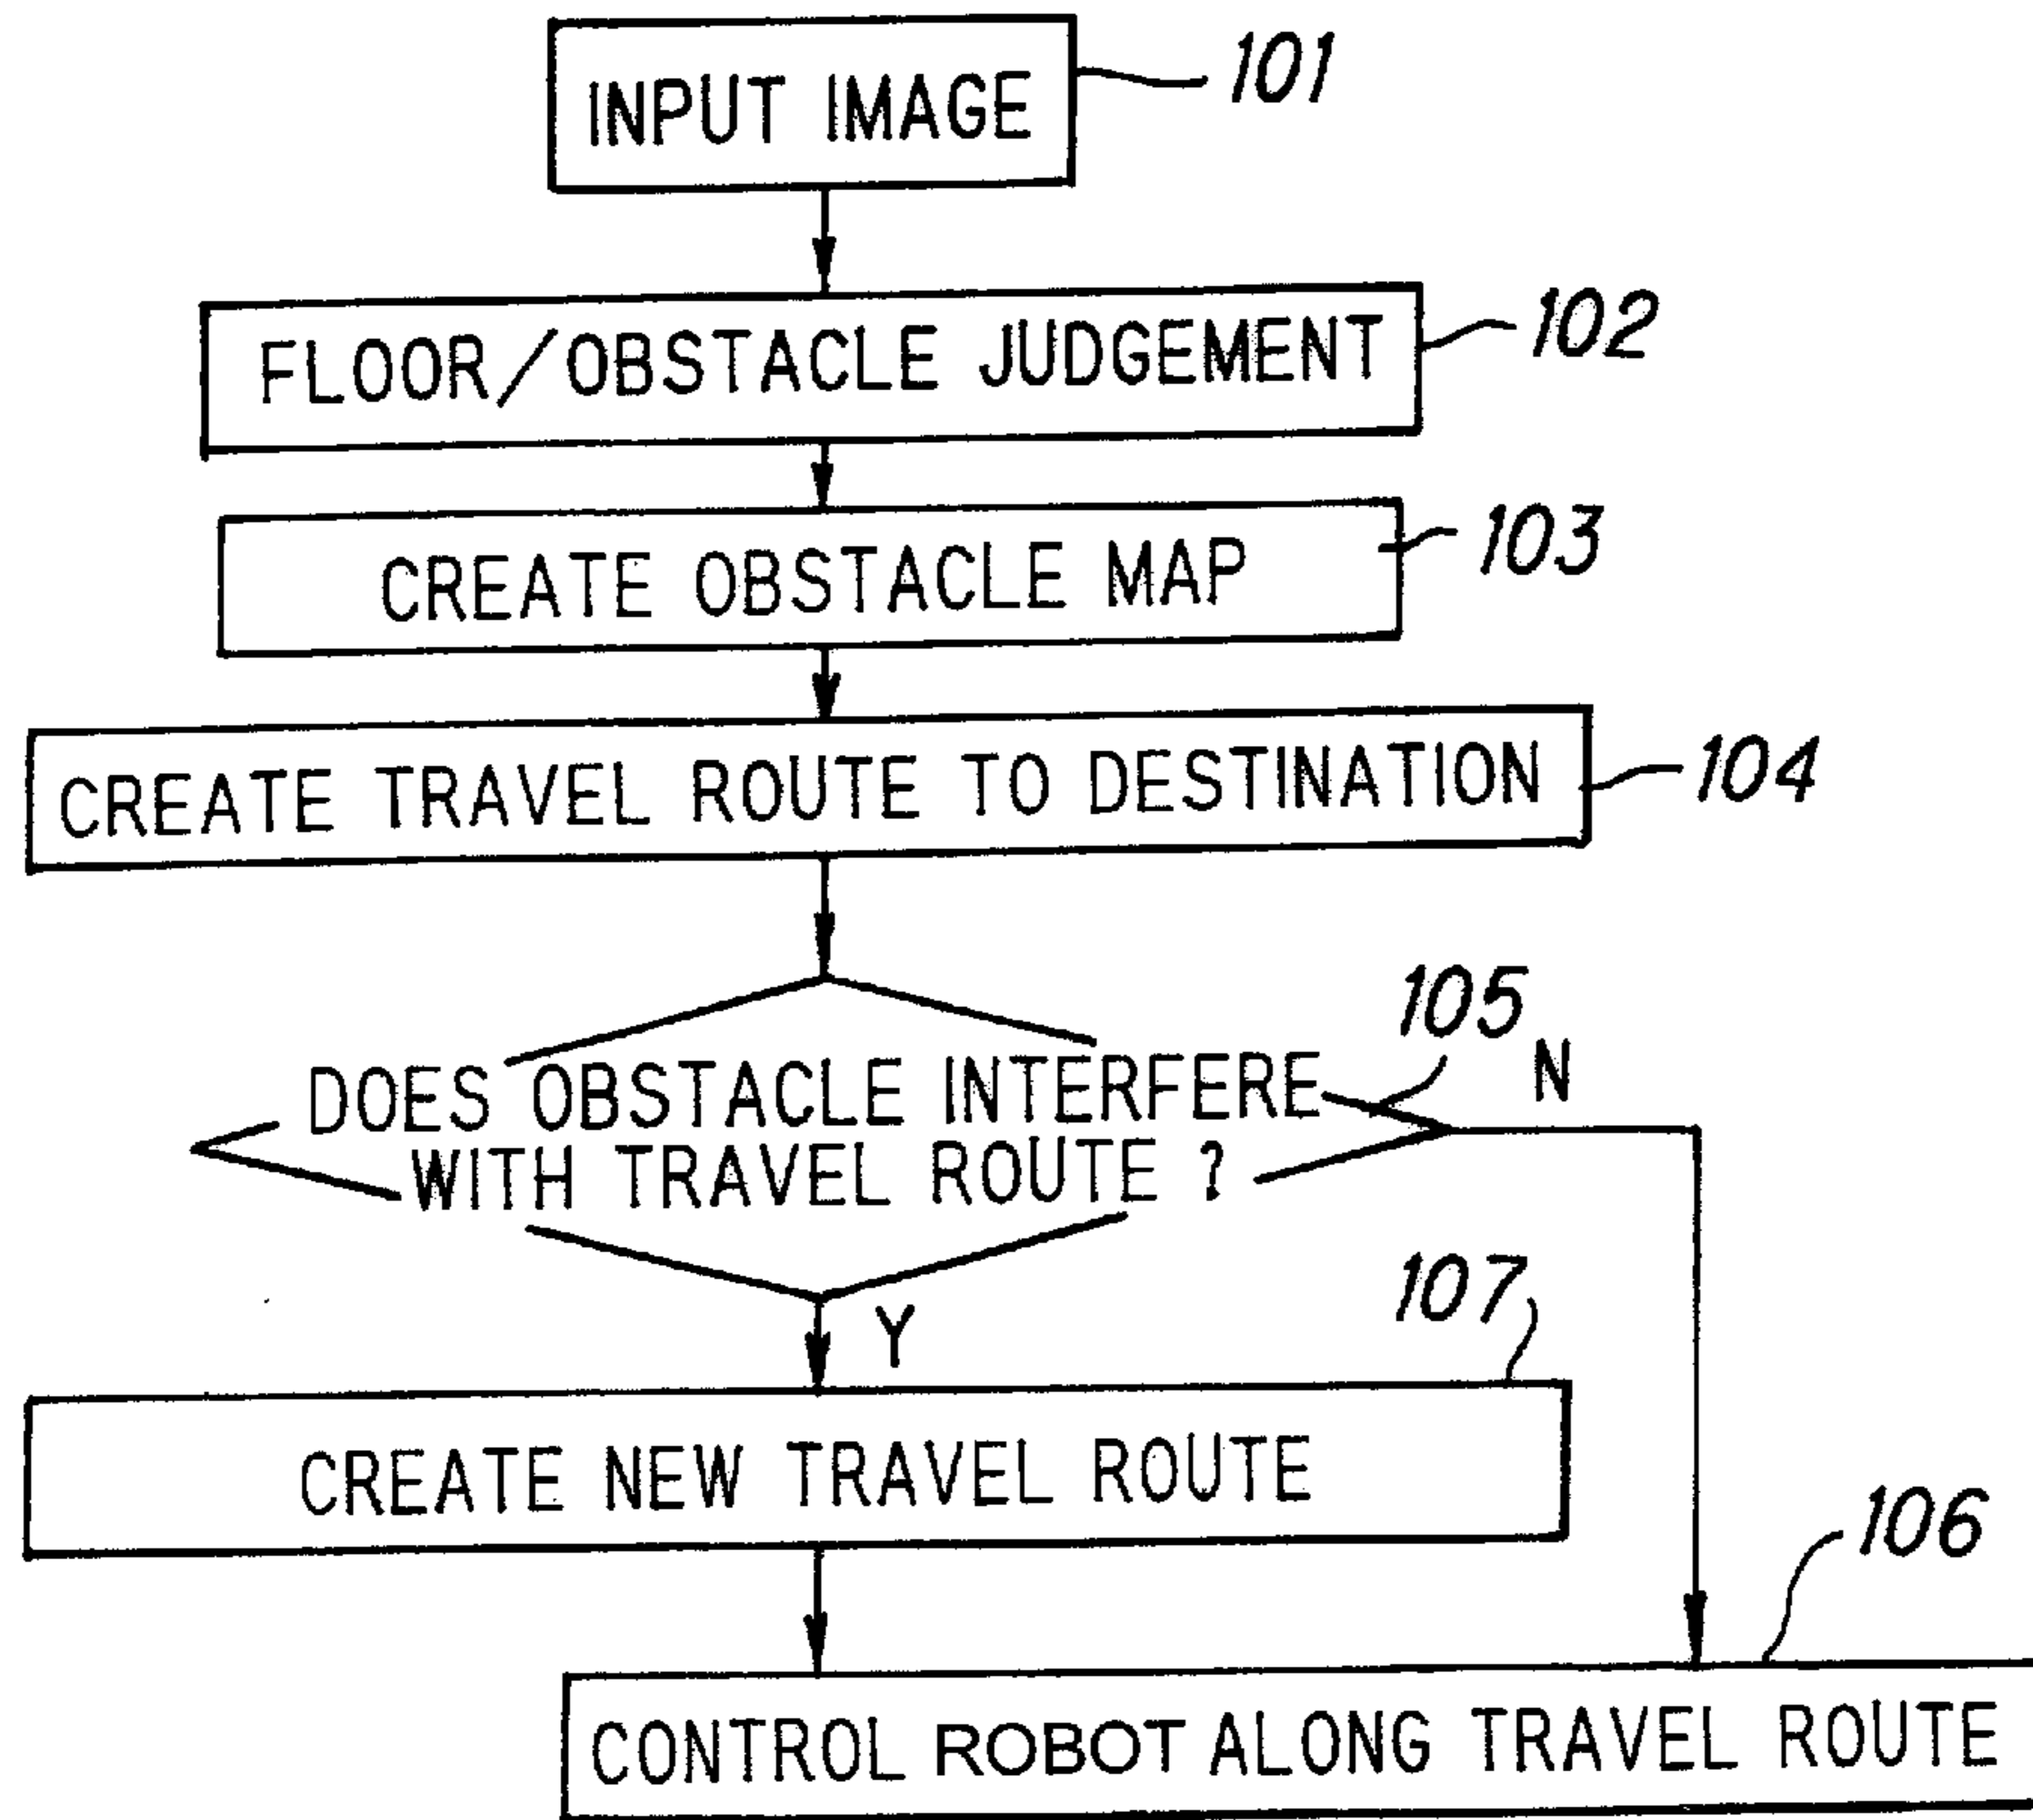 INPUT IMAGE
101
FLOOR/OBSTACLE JUDGEMENT
102
CREATE OBSTACLE MAP
103
CREATE TRAVEL ROUTE TO DESTINATION
104
DOES OBSTACLE INTERFERE
WITH TRAVEL ROUTE ?
105
N
Y
107
CREATE NEW TRAVEL ROUTE
106
CONTROL ROBOT ALONG TRAVEL ROUTE